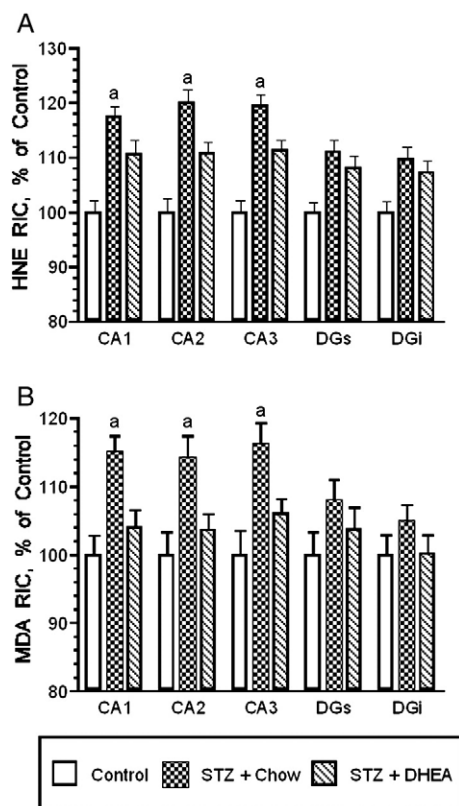 A
HNE RIC, % of Control
130
120
110
100
90
80
a
a
a
CA1 CA2 CA3 DGs DGi
B
MDA RIC, % of Control
120
110
100
90
80
a
a
a
CA1 CA2 CA3 DGs DGi
Control STZ + Chow STZ + DHEA